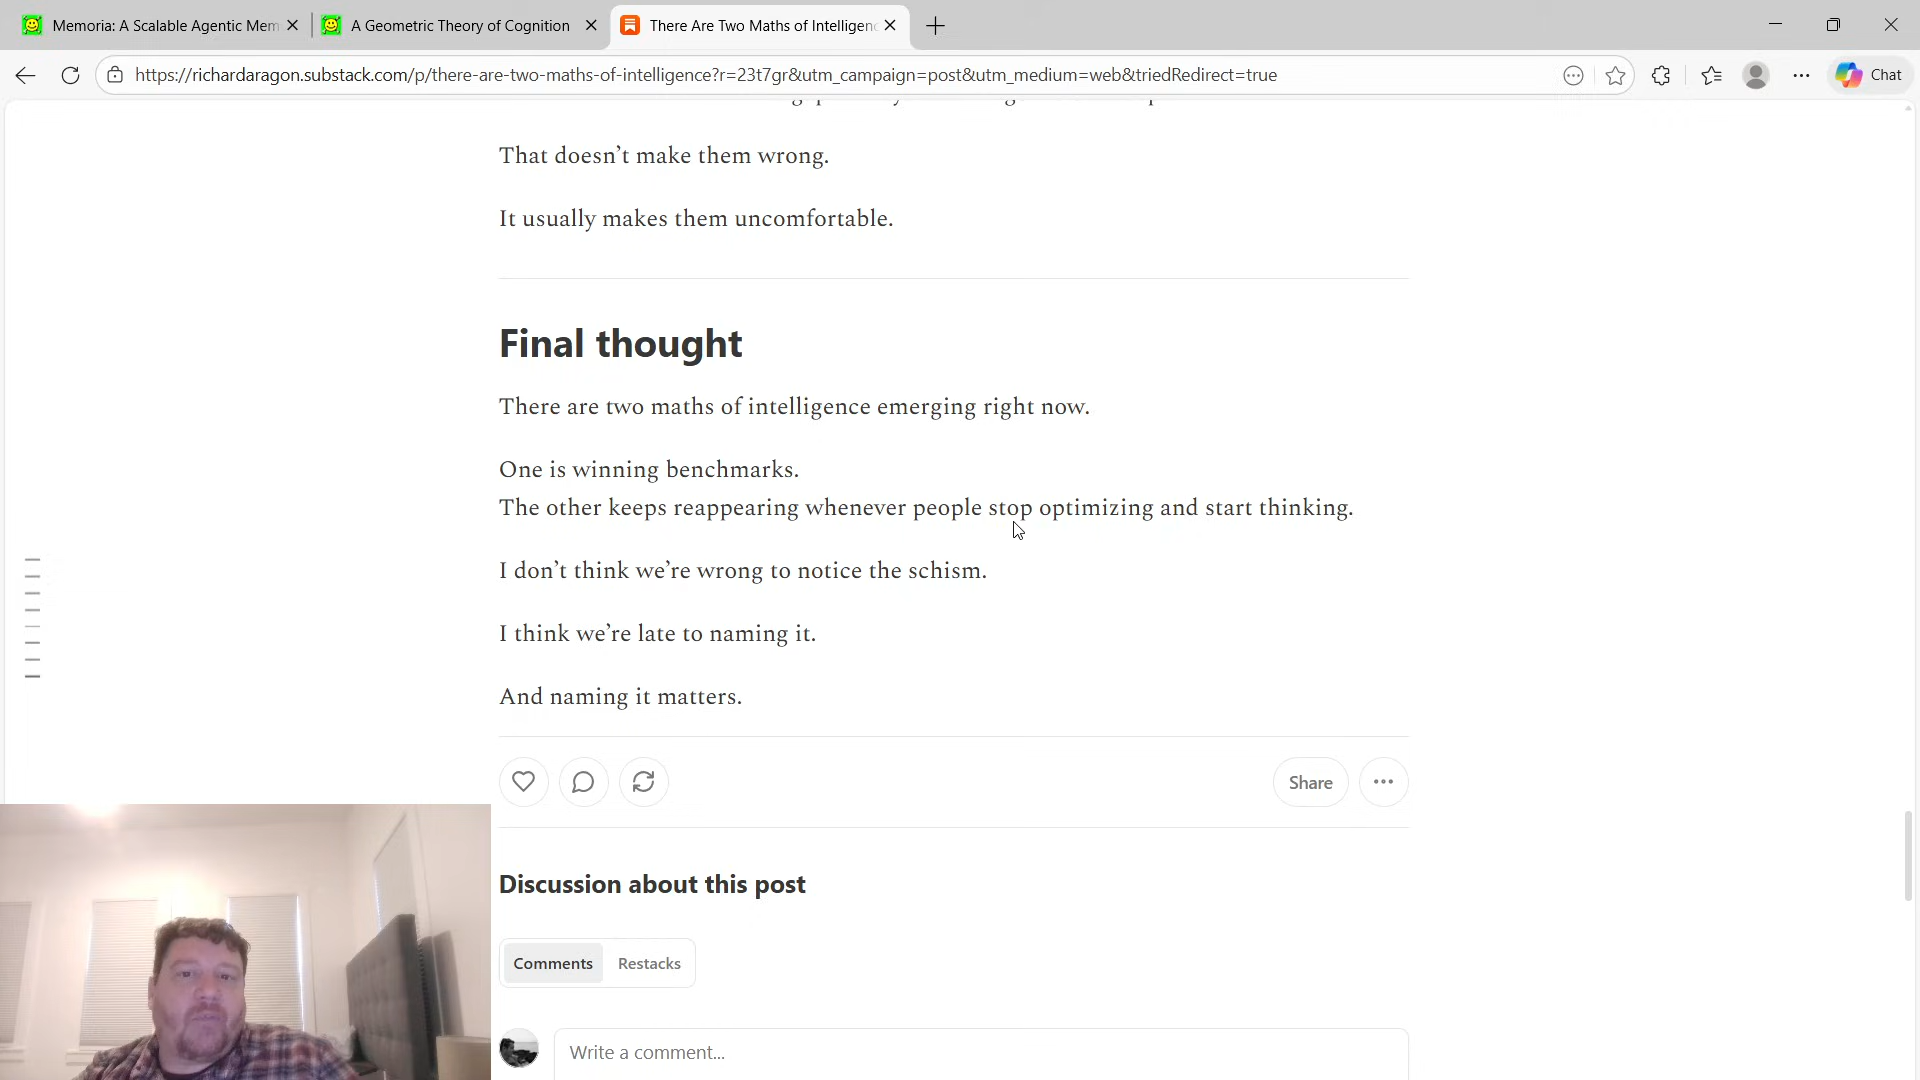 Memoria: A Scalable Agentic Mem
A Geometric Theory of Cognition
There Are Two Maths of Intelligenc
https://richardaragon.substack.com/p/there-are-two-maths-of-intelligence?r=23t7gr&utm_campaign=post&utm_medium=web&triedRedirect=true
Chat
That doesn’t make them wrong.
It usually makes them uncomfortable.
Final thought
There are two maths of intelligence emerging right now.
One is winning benchmarks.
The other keeps reappearing whenever people stop optimizing and start thinking.
I don’t think we’re wrong to notice the schism.
I think we’re late to naming it.
And naming it matters.
Share
Discussion about this post
Comments
Restacks
Write a comment...